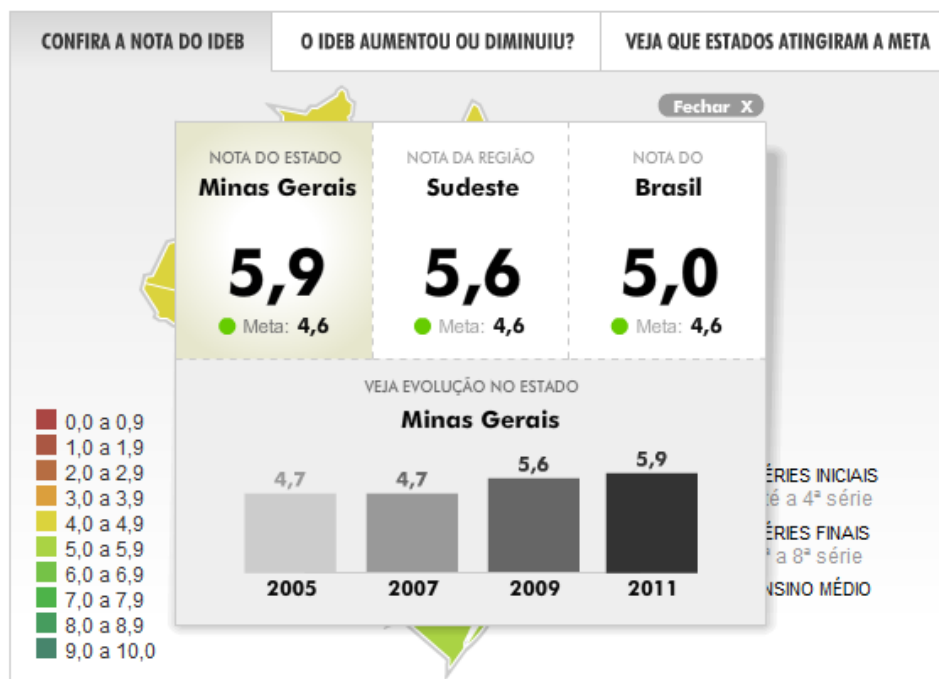 CONFIRA A NOTA DO IDEB
O IDEB AUMENTOU OU DIMINUIU?
VEJA QUE ESTADOS ATINGIRAM A META
Fechar X
NOTA DO ESTADO
Minas Gerais
5,9
Meta: 4,6
NOTA DA REGIÃO
Sudeste
5,6
Meta: 4,6
NOTA DO
Brasil
5,0
Meta: 4,6
VEJA EVOLUÇÃO NO ESTADO
Minas Gerais
4,7 4,7 5,6 5,9
2005 2007 2009 2011
0,0 a 0,9
1,0 a 1,9
2,0 a 2,9
3,0 a 3,9
4,0 a 4,9
5,0 a 5,9
6,0 a 6,9
7,0 a 7,9
8,0 a 8,9
9,0 a 10,0
ÉRIES INICIAIS
té a 4ª série
ÉRIES FINAIS
ª a 8ª série
NSINO MÉDIO